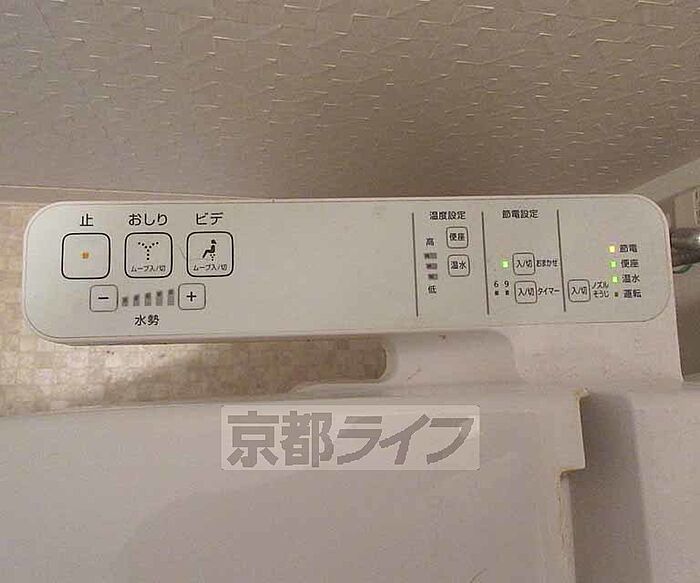 止 おしり ビデ
ムーブ入/切 ムーブ入/切
− +
水勢
温度設定
高 便座
温水
低
節電設定
入/切 おまかせ
6 9 入/切 タイマー
入/切 ノズルそうじ
節電
便座
温水
運転
京都ライフ